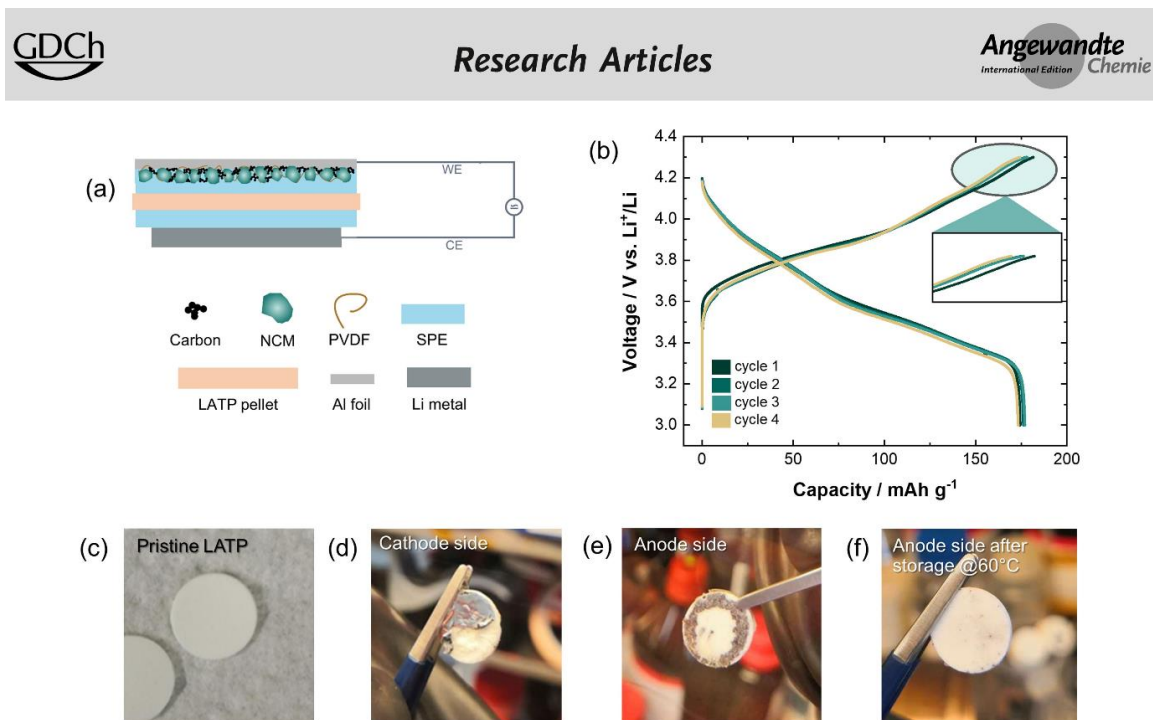 GDCh
Research Articles
Angewandte
International Edition Chemie
(a)
WE
CE
Carbon NCM PVDF SPE
LATP pellet Al foil Li metal
(b)
Voltage / V vs. Li⁺/Li
4.4
4.2
4.0
3.8
3.6
3.4
3.2
3.0
cycle 1
cycle 2
cycle 3
cycle 4
0 50 100 150 200
Capacity / mAh g⁻¹
(c) Pristine LATP
(d) Cathode side
(e) Anode side
(f) Anode side after
storage @60°C